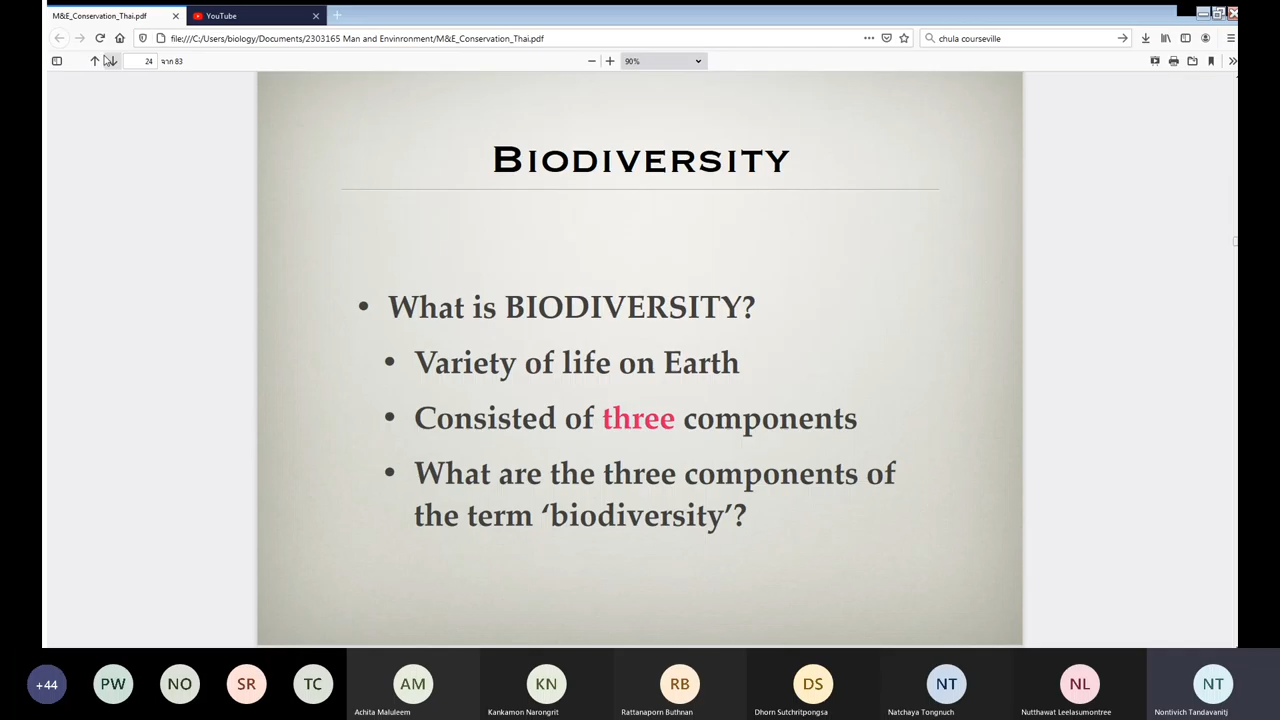 M&E_Conservation_Thai.pdf
YouTube
file:///C:/Users/biology/Documents/2303165 Man and Envinronment/M&E_Conservation_Thai.pdf
chula courseville
24 จาก 83
90%
BIODIVERSITY
• What is BIODIVERSITY?
• Variety of life on Earth
• Consisted of three components
• What are the three components of
the term ‘biodiversity’?
+44
PW
NO
SR
TC
AM
KN
RB
DS
NT
NL
NT
Achita Maluleem
Kankamon Narongrit
Rattanaporn Buthnan
Dhorn Sutchritpongsa
Natchaya Tongnuch
Nutthawat Leelasumontree
Nontivich Tandavanitj